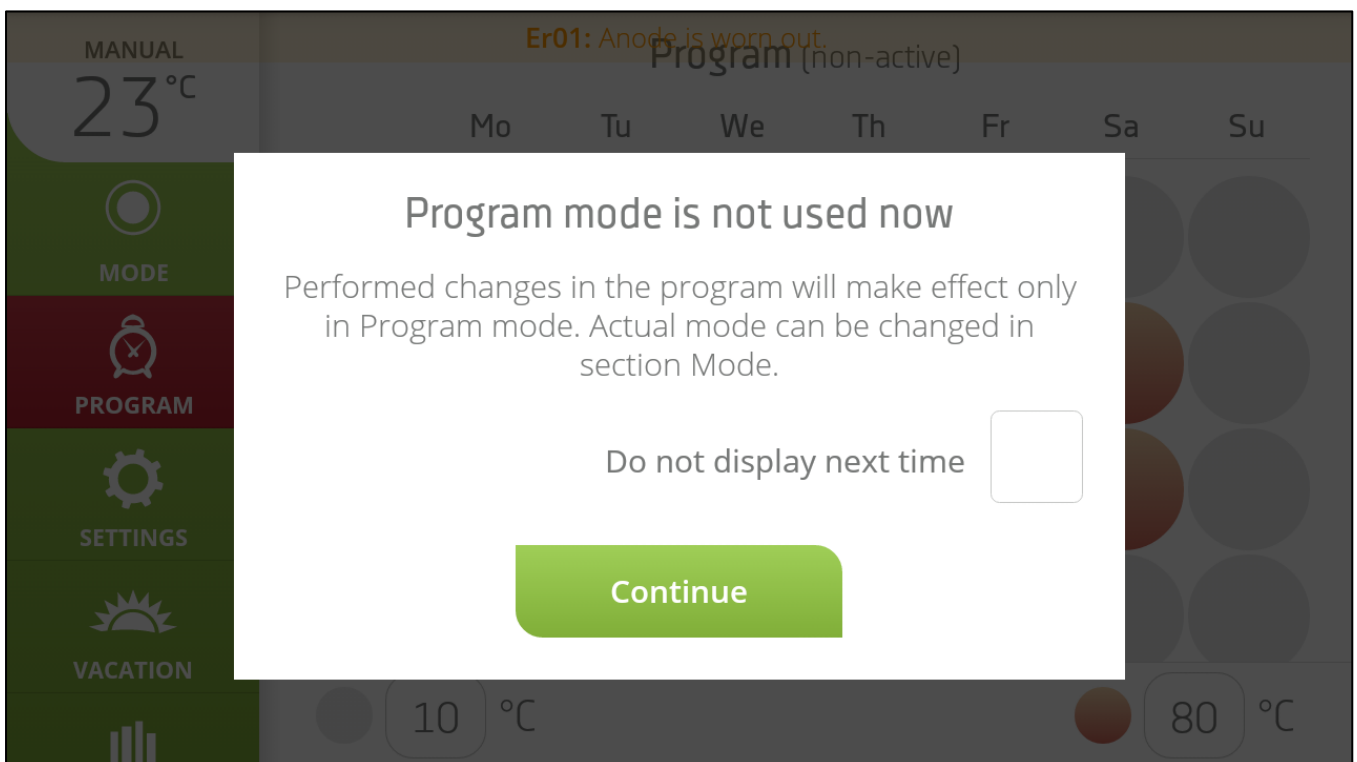 MANUAL
23 °C
Er01: Anode is worn out.
Program (non-active)
Mo Tu We Th Fr Sa Su
MODE
PROGRAM
SETTINGS
VACATION
Program mode is not used now
Performed changes in the program will make effect only
in Program mode. Actual mode can be changed in
section Mode.
Do not display next time
Continue
10 °C
80 °C